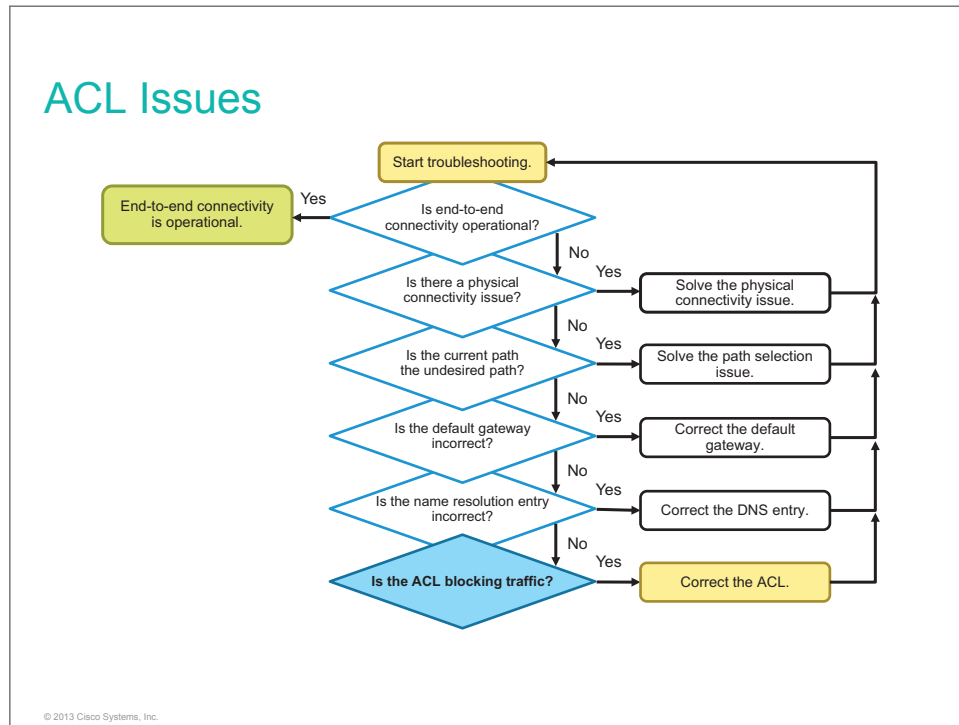 ACL Issues
Start troubleshooting.
End-to-end connectivity
is operational.
Yes
Is end-to-end
connectivity operational?
No
Is there a physical
connectivity issue?
Yes
Solve the physical
connectivity issue.
No
Is the current path
the undesired path?
Yes
Solve the path selection
issue.
No
Is the default gateway
incorrect?
Yes
Correct the default
gateway.
No
Is the name resolution entry
incorrect?
Yes
Correct the DNS entry.
No
Is the ACL blocking traffic?
Yes
Correct the ACL.
© 2013 Cisco Systems, Inc.